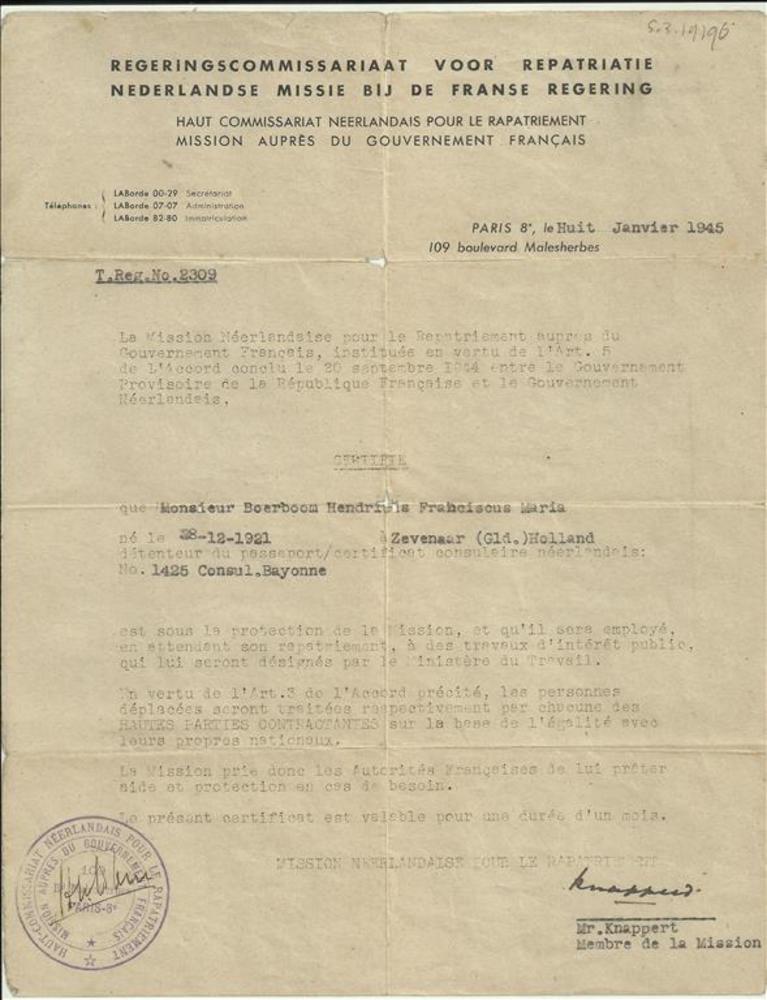 REGERINGSCOMMISSARIAAT VOOR REPATRIATIE
NEDERLANDSE MISSIE BIJ DE FRANSE REGERING
HAUT COMMISSARIAT NEERLANDAIS POUR LE RAPATRIEMENT
MISSION AUPRÈS DU GOUVERNEMENT FRANÇAIS
Téléphones :
LABorde 00-29 Secrétariat
LABorde 07-07 Administration
LABorde 82-80 Immatriculation
PARIS 8ᵉ, le Huit Janvier 1945
109 boulevard Malesherbes
T.Reg.No.2309
La Mission Néerlandaise pour le Rapatriement auprès du
Gouvernement Français, instituée en vertu de l'Art. 5
de L'Accord conclu le 20 septembre 1944 entre le Gouvernement
Provisoire de la République Française et le Gouvernement
Néerlandais,
CERTIFIE
que Monsieur Boerboom Hendrikus Franciscus Maria
né le 28-12-1921 à Zevenaar (Gld.)Holland
détenteur du passeport/certificat consulaire néerlandais:
No. 1425 Consul.Bayonne
est sous la protection de la Mission, et qu'il sera employé,
en attendant son rapatriement, à des travaux d'intérêt public,
qui lui seront désignés par le Ministère du Travail.
En vertu de l'Art.3 de l'Accord précité, les personnes
déplacées seront traitées respectivement par chacune des
HAUTES PARTIES CONTRACTANTES sur la base de l'égalité avec
leurs propres nationaux.
La Mission prie donc les Autorités Françaises de lui prêter
aide et protection en cas de besoin.
Le présent certificat est valable pour une durée d'un mois.
MISSION NEERLANDAISE POUR LE RAPATRIEMENT
HAUT-COMMISSARIAT NÉERLANDAIS POUR LE RAPATRIEMENT
MISSION AUPRÈS DU GOUVERNEMENT FRANÇAIS
PARIS-8ᵉ
Knappert.
Mr.Knappert
Membre de la Mission